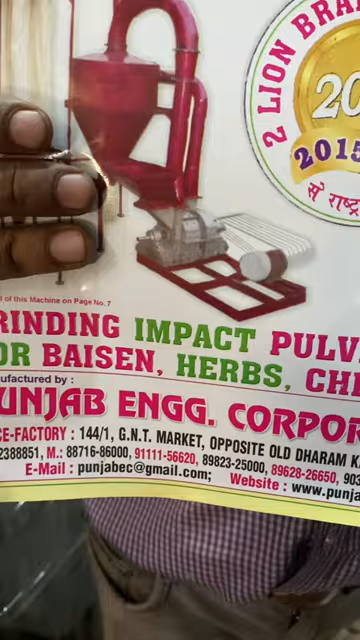 2 LION BRA
20
2015
से राष्ट्र
of this Machine on Page No. 7
RINDING IMPACT PULV
OR BAISEN, HERBS, CH
ufactured by :
UNJAB ENGG. CORPOR
CE-FACTORY : 144/1, G.N.T. MARKET, OPPOSITE OLD DHARAM K
2388851, M.: 88716-86000, 91111-56620, 89823-25000, 89628-26650, 903
E-Mail : punjabec@gmail.com; Website : www.punja